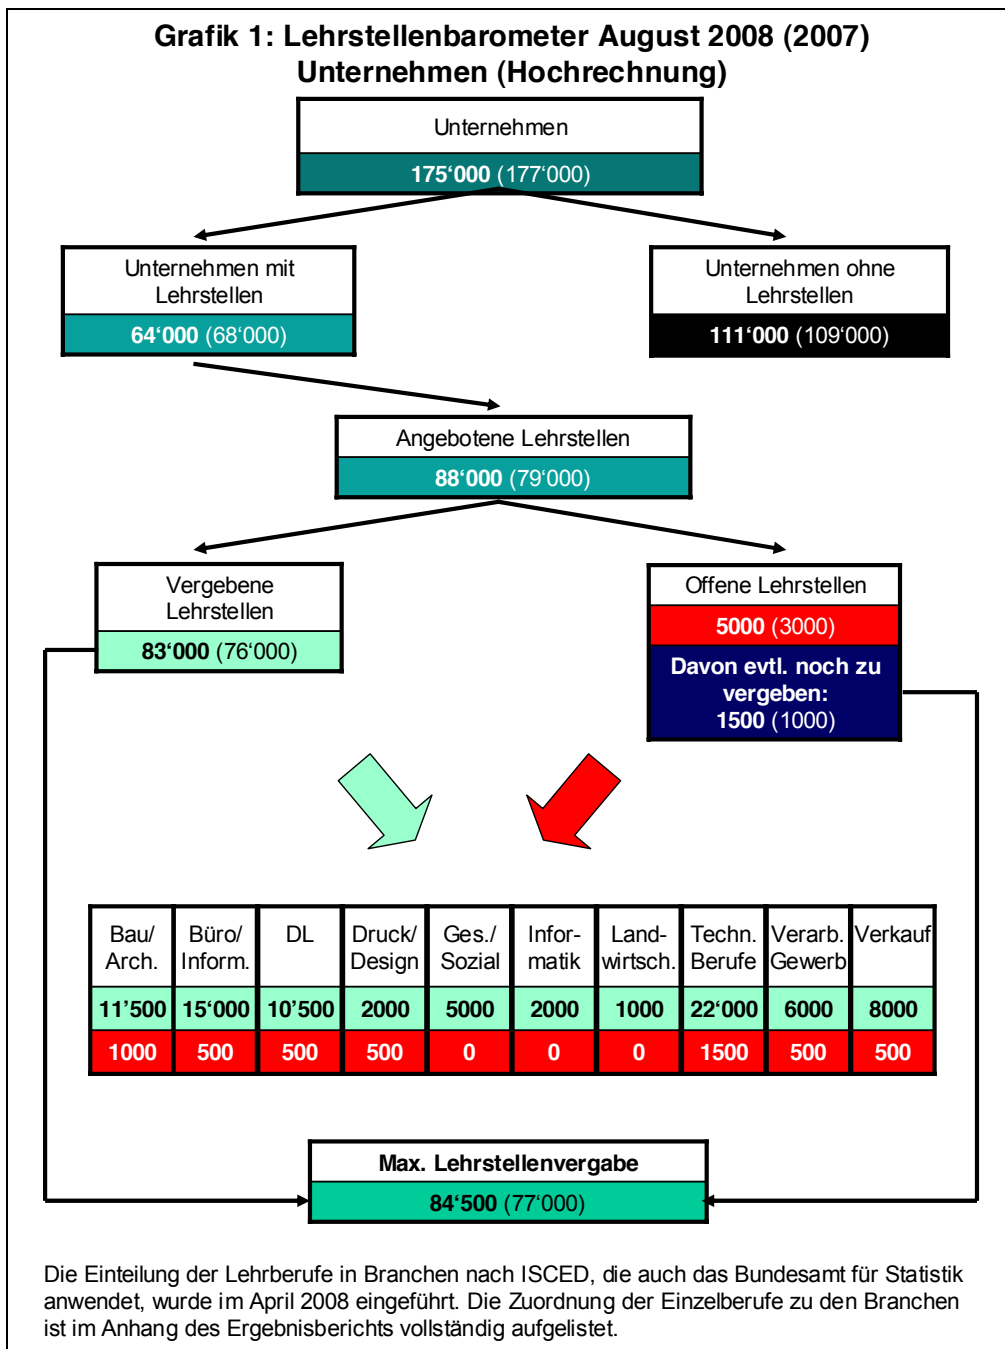 Grafik 1: Lehrstellenbarometer August 2008 (2007)
Unternehmen (Hochrechnung)
Unternehmen
175‘000 (177‘000)
Unternehmen mit
Lehrstellen
64‘000 (68‘000)
Unternehmen ohne
Lehrstellen
111‘000 (109‘000)
Angebotene Lehrstellen
88‘000 (79‘000)
Vergebene
Lehrstellen
83‘000 (76‘000)
Offene Lehrstellen
5000 (3000)
Davon evtl. noch zu
vergeben:
1500 (1000)
Bau/ Büro/ DL Druck/ Ges./ Infor- Land- Techn. Verarb. Verkauf
Arch. Inform. Design Sozial matik wirtsch. Berufe Gewerb
11’500 15‘000 10’500 2000 5000 2000 1000 22‘000 6000 8000
1000 500 500 500 0 0 0 1500 500 500
Max. Lehrstellenvergabe
84‘500 (77‘000)
Die Einteilung der Lehrberufe in Branchen nach ISCED, die auch das Bundesamt für Statistik
anwendet, wurde im April 2008 eingeführt. Die Zuordnung der Einzelberufe zu den Branchen
ist im Anhang des Ergebnisberichts vollständig aufgelistet.